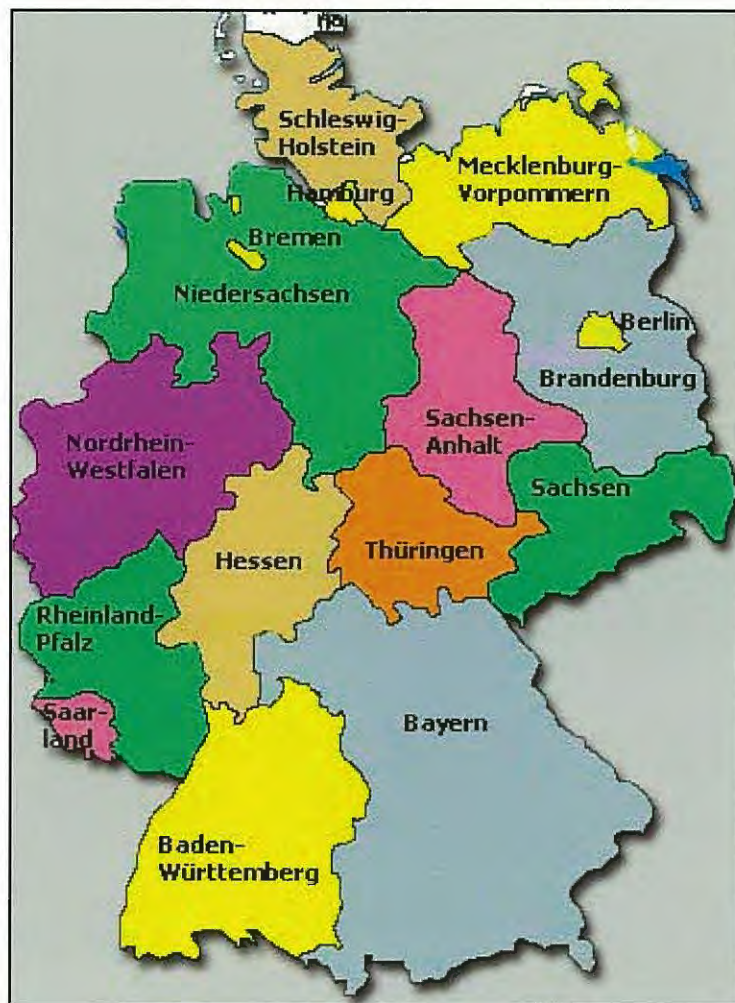 Schleswig-
Holstein
Mecklenburg-
Vorpommern
Hamburg
Bremen
Niedersachsen
Berlin
Brandenburg
Sachsen-
Anhalt
Nordrhein-
Westfalen
Sachsen
Hessen
Thüringen
Rheinland-
Pfalz
Saar-
land
Bayern
Baden-
Württemberg